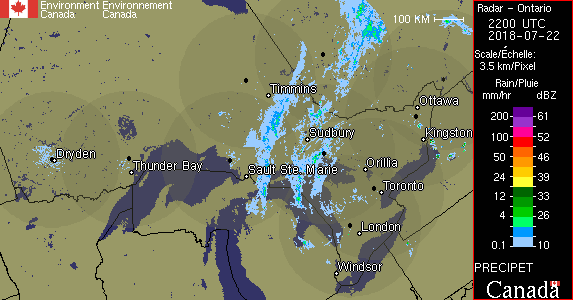 Environment Environnement
Canada Canada
100 KM
Timmins
Ottawa
Sudbury
Kingston
Dryden
Thunder Bay
Sault Ste. Marie
Orillia
Toronto
London
Windsor
Radar - Ontario
2200 UTC
2018-07-22
Scale/Échelle:
3.5 km/Pixel
Rain/Pluie
mm/hr dBZ
200 61
100 52
50 46
24 39
12 33
4 26
0.1 10
PRECIPET
Canada